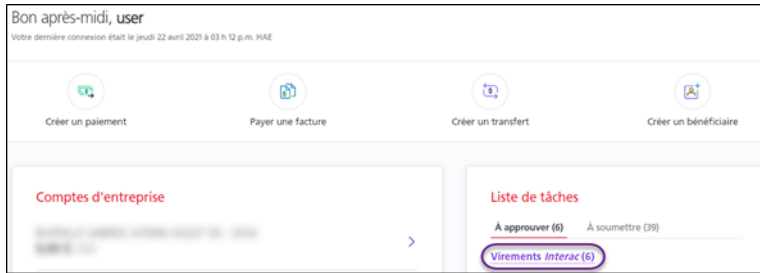 Bon après-midi, user
Votre dernière connexion était le jeudi 22 avril 2021 à 03 h 12 p.m. HAE
Créer un paiement
Payer une facture
Créer un transfert
Créer un bénéficiaire
Comptes d'entreprise
Liste de tâches
À approuver (6) À soumettre (39)
Virements Interac (6)